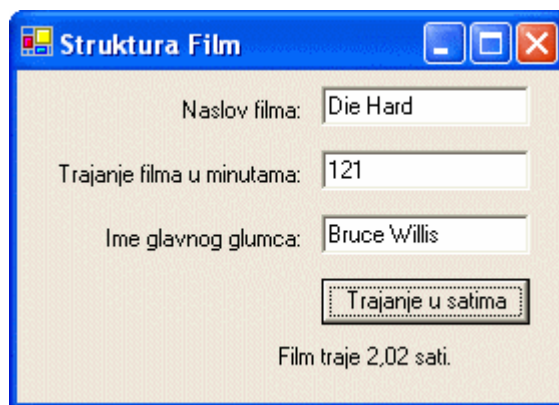 Struktura Film
Naslov filma: Die Hard
Trajanje filma u minutama: 121
Ime glavnog glumca: Bruce Willis
Trajanje u satima
Film traje 2,02 sati.